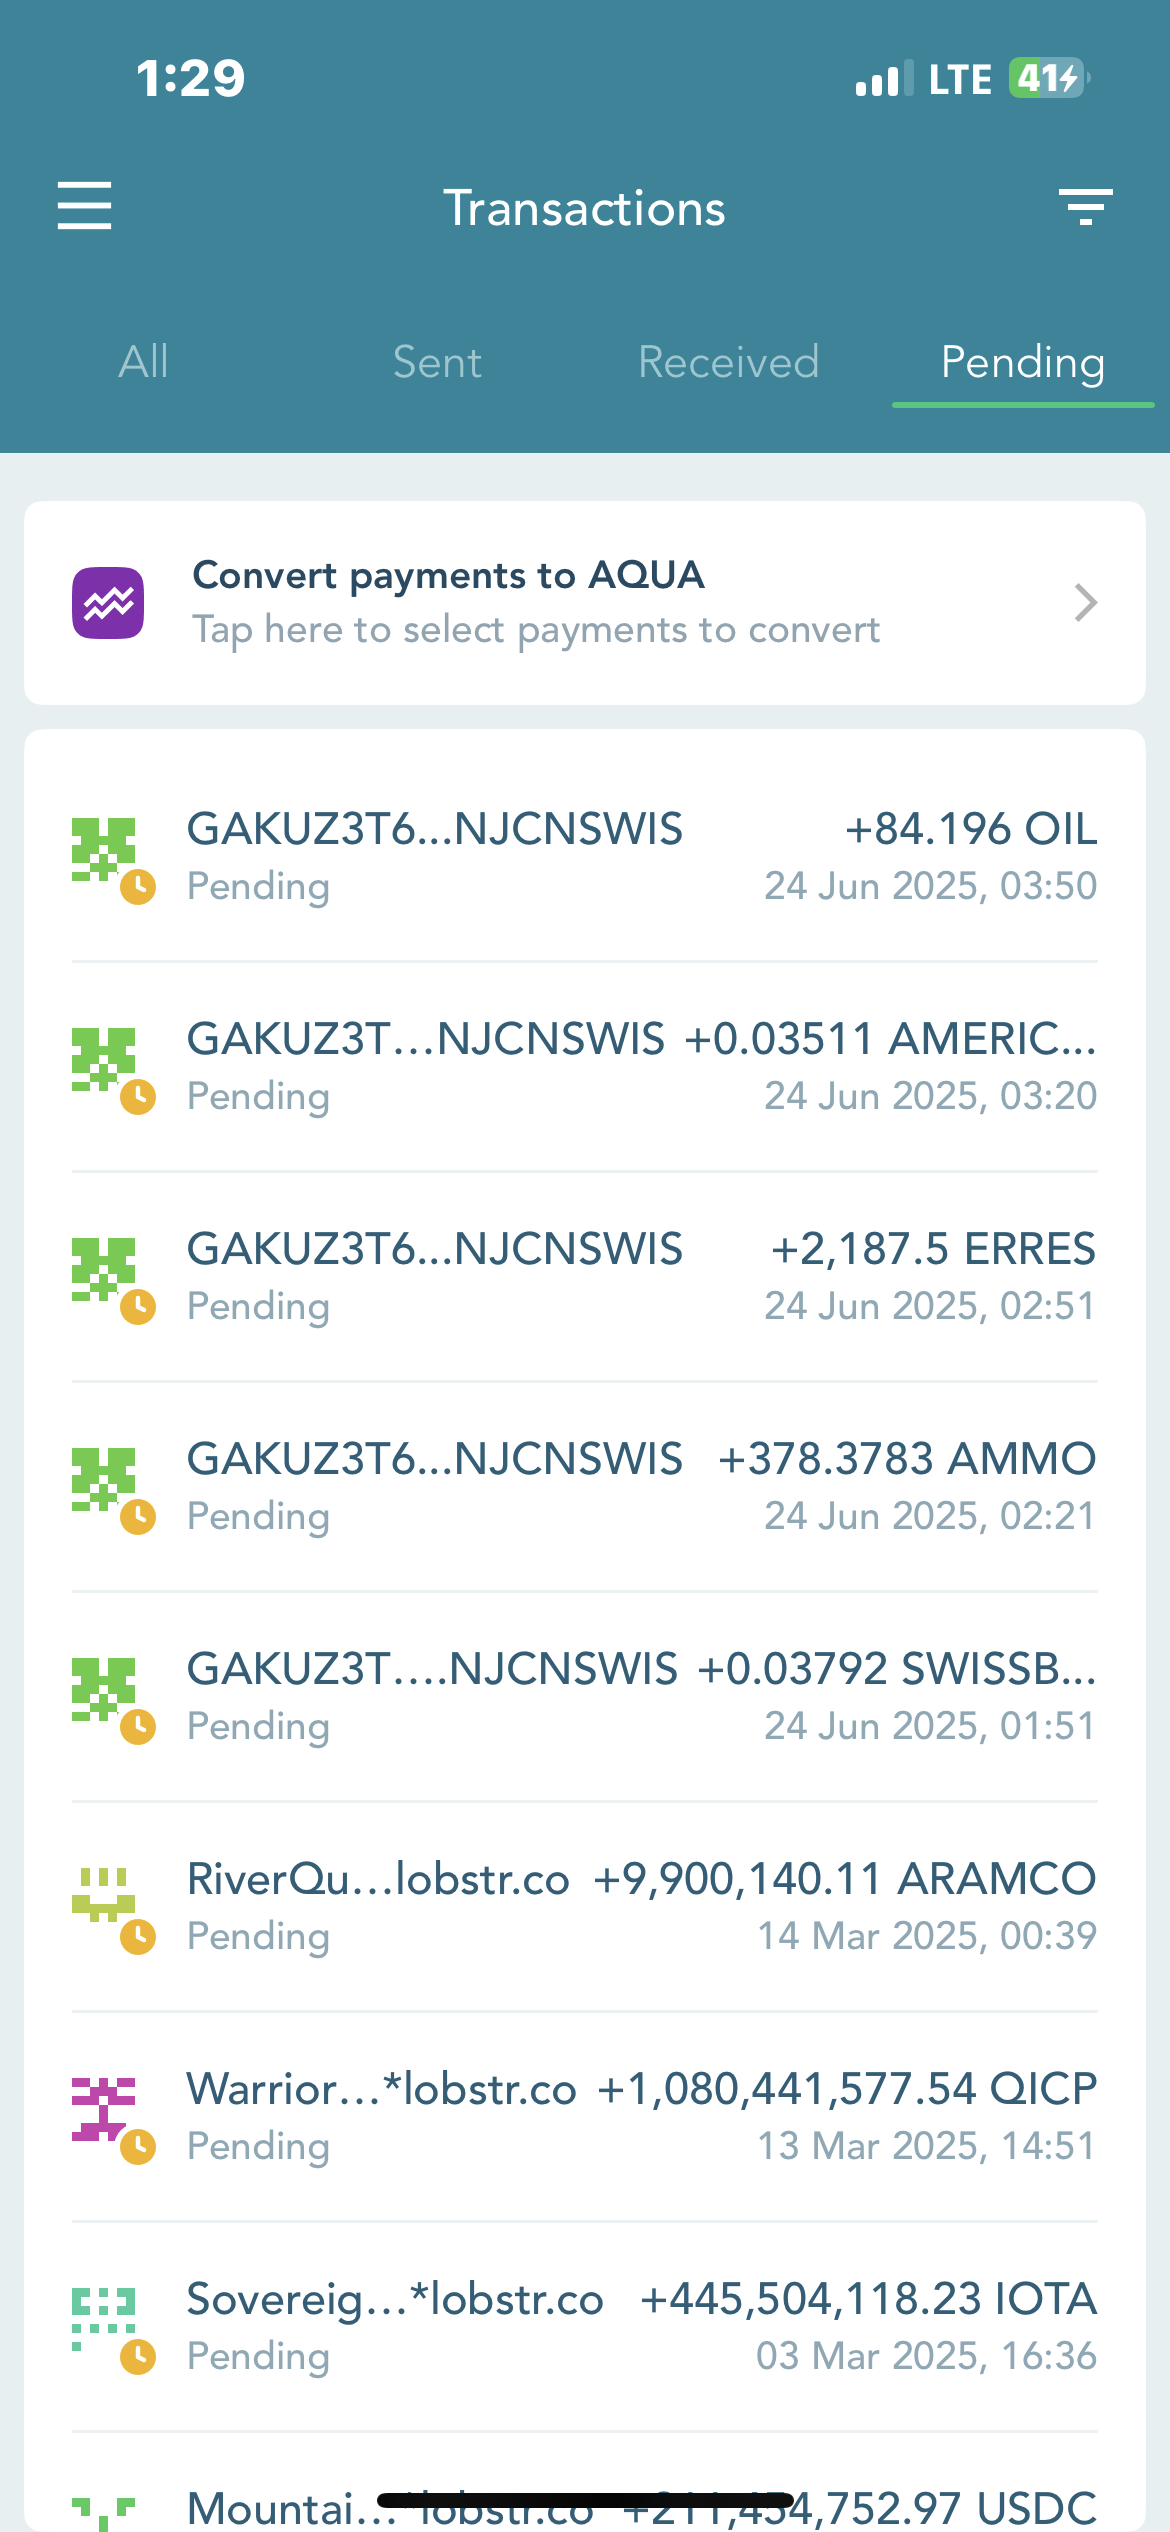 1:29
LTE 41
Transactions
All Sent Received Pending
Convert payments to AQUA
Tap here to select payments to convert
GAKUZ3T6...NJCNSWIS +84.196 OIL
Pending 24 Jun 2025, 03:50
GAKUZ3T...NJCNSWIS +0.03511 AMERIC...
Pending 24 Jun 2025, 03:20
GAKUZ3T6...NJCNSWIS +2,187.5 ERRES
Pending 24 Jun 2025, 02:51
GAKUZ3T6...NJCNSWIS +378.3783 AMMO
Pending 24 Jun 2025, 02:21
GAKUZ3T....NJCNSWIS +0.03792 SWISSB...
Pending 24 Jun 2025, 01:51
RiverQu...lobstr.co +9,900,140.11 ARAMCO
Pending 14 Mar 2025, 00:39
Warrior...*lobstr.co +1,080,441,577.54 QICP
Pending 13 Mar 2025, 14:51
Sovereig...*lobstr.co +445,504,118.23 IOTA
Pending 03 Mar 2025, 16:36
Mountai...*lobstr.co +211,454,752.97 USDC